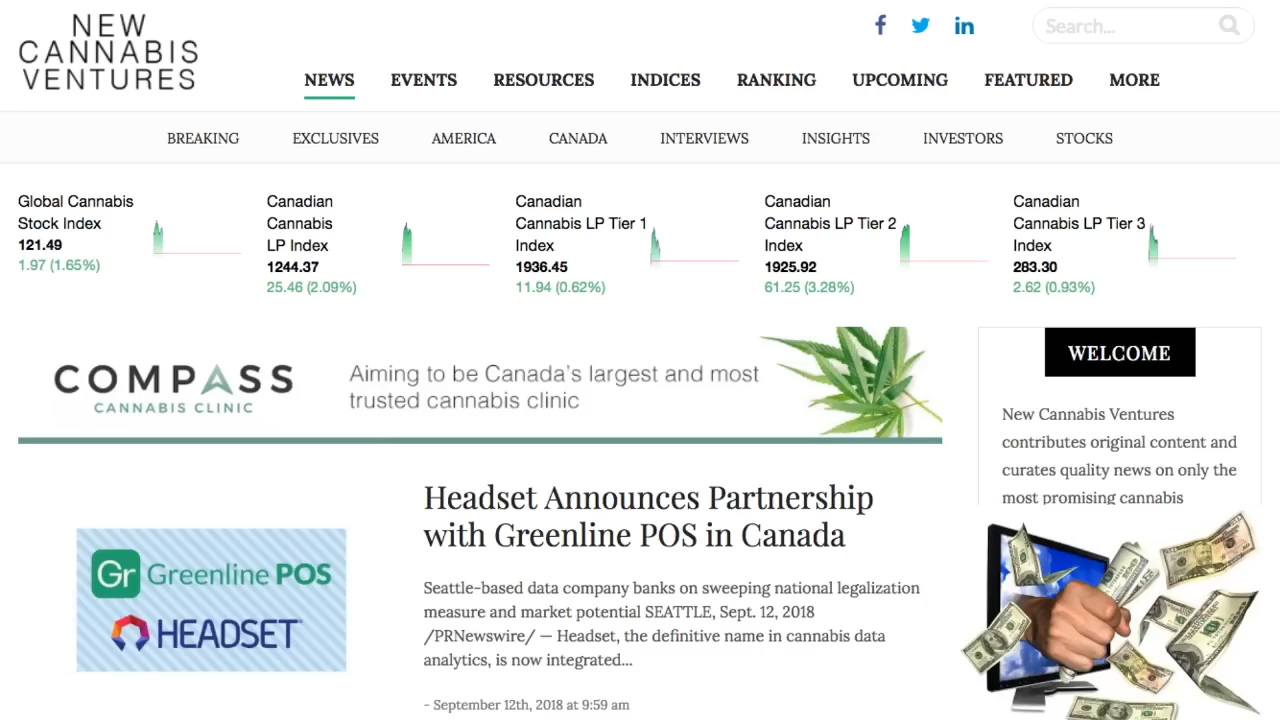 NEW
CANNABIS
VENTURES
Search...
NEWS EVENTS RESOURCES INDICES RANKING UPCOMING FEATURED MORE
BREAKING EXCLUSIVES AMERICA CANADA INTERVIEWS INSIGHTS INVESTORS STOCKS
Global Cannabis
Stock Index
121.49
1.97 (1.65%)
Canadian
Cannabis
LP Index
1244.37
25.46 (2.09%)
Canadian
Cannabis LP Tier 1
Index
1936.45
11.94 (0.62%)
Canadian
Cannabis LP Tier 2
Index
1925.92
61.25 (3.28%)
Canadian
Cannabis LP Tier 3
Index
283.30
2.62 (0.93%)
COMPASS
CANNABIS CLINIC
Aiming to be Canada's largest and most
trusted cannabis clinic
WELCOME
New Cannabis Ventures
contributes original content and
curates quality news on only the
most promising cannabis
Gr Greenline POS
HEADSET
Headset Announces Partnership
with Greenline POS in Canada
Seattle-based data company banks on sweeping national legalization
measure and market potential SEATTLE, Sept. 12, 2018
/PRNewswire/ — Headset, the definitive name in cannabis data
analytics, is now integrated...
- September 12th, 2018 at 9:59 am